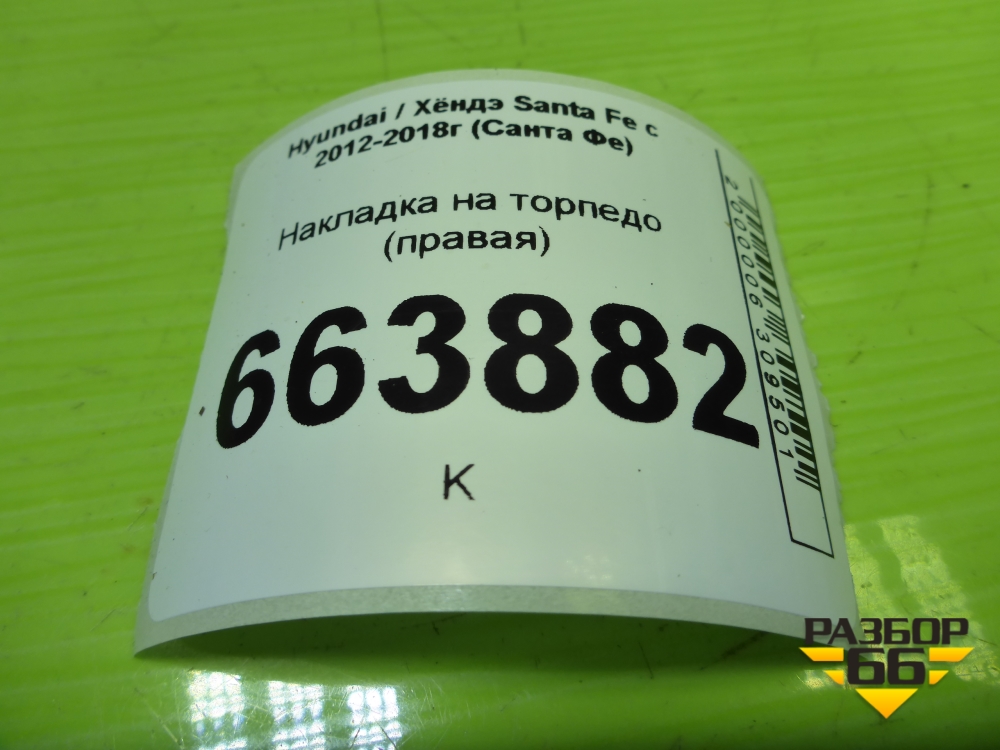 Hyundai / Хёндэ Santa Fe с
2012-2018г (Санта Фе)
Накладка на торпедо
(правая)
663882
К
2000006309501
РАЗБОР
66